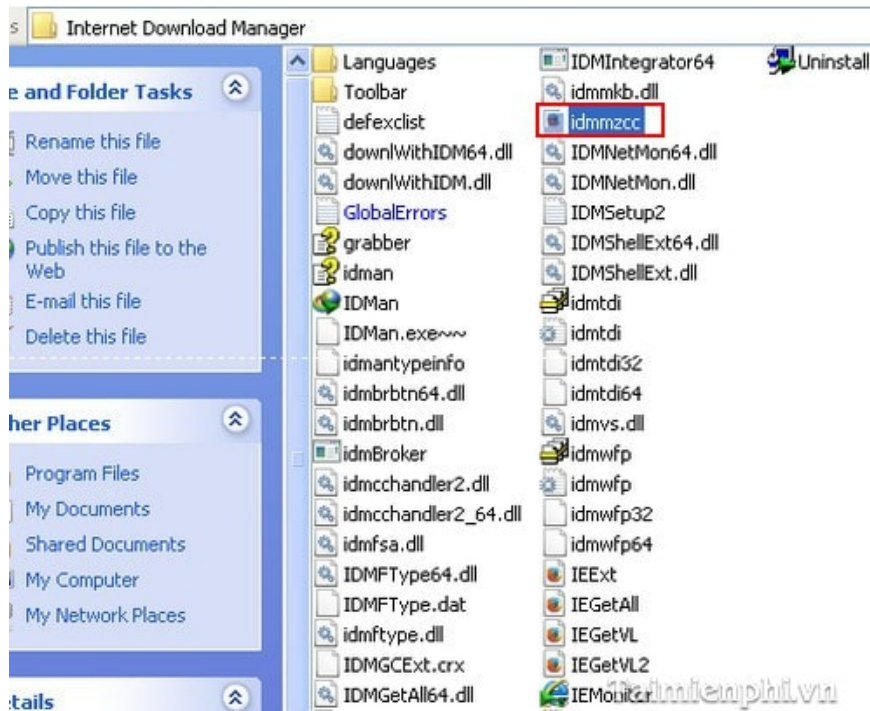 s Internet Download Manager
e and Folder Tasks
Rename this file
Move this file
Copy this file
Publish this file to the
Web
E-mail this file
Delete this file
her Places
Program Files
My Documents
Shared Documents
My Computer
My Network Places
tails
Languages
Toolbar
defexclist
downlWithIDM64.dll
downlWithIDM.dll
GlobalErrors
grabber
idman
IDMan
IDMan.exe~~
idmantypeinfo
idmbrbtn64.dll
idmbrbtn.dll
idmBroker
idmcchandler2.dll
idmcchandler2_64.dll
idmfsa.dll
IDMFType64.dll
IDMFType.dat
idmftype.dll
IDMGCExt.crx
IDMGetAll64.dll
IDMIntegrator64
idmmkb.dll
idmmzcc
IDMNetMon64.dll
IDMNetMon.dll
IDMSetup2
IDMShellExt64.dll
IDMShellExt.dll
idmtdi
idmtdi
idmtdi32
idmtdi64
idmvs.dll
idmwfp
idmwfp
idmwfp32
idmwfp64
IEExt
IEGetAll
IEGetVL
IEGetVL2
IEMonitor
Uninstall
Taimienphi.vn